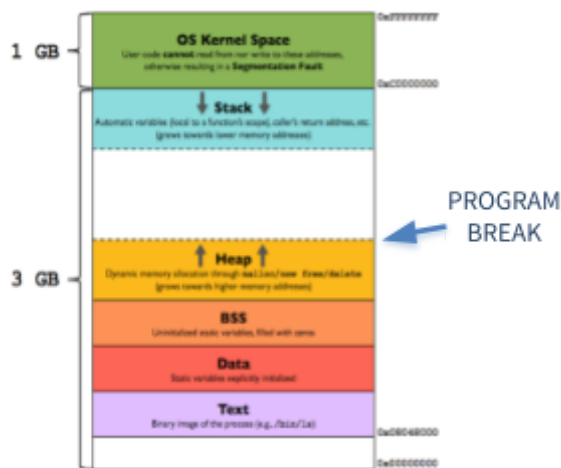 0xFFFFFFFF
1 GB
OS Kernel Space
User code cannot read from nor write to these addresses,
otherwise resulting in a Segmentation Fault
0xC0000000
Stack
Automatic variables (local to a function's scope), caller's return address, etc.
(grows towards lower memory addresses)
PROGRAM
BREAK
3 GB
Heap
Dynamic memory allocation through malloc/new free/delete
(grows towards higher memory addresses)
BSS
Uninitialized static variables, filled with zeros
Data
Static variables explicitly initialized
Text
Binary image of the process (e.g., /bin/ls)
0x08048000
0x00000000